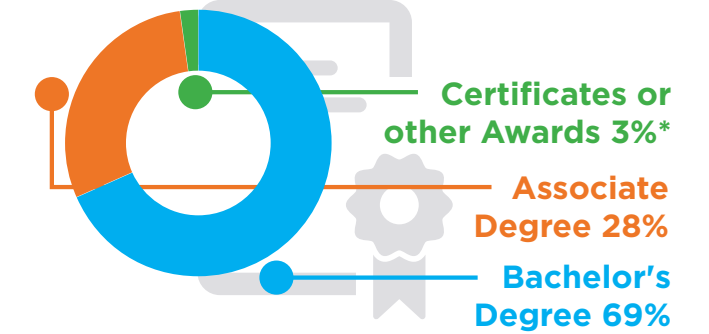 Certificates or
other Awards 3%*
Associate
Degree 28%
Bachelor's
Degree 69%